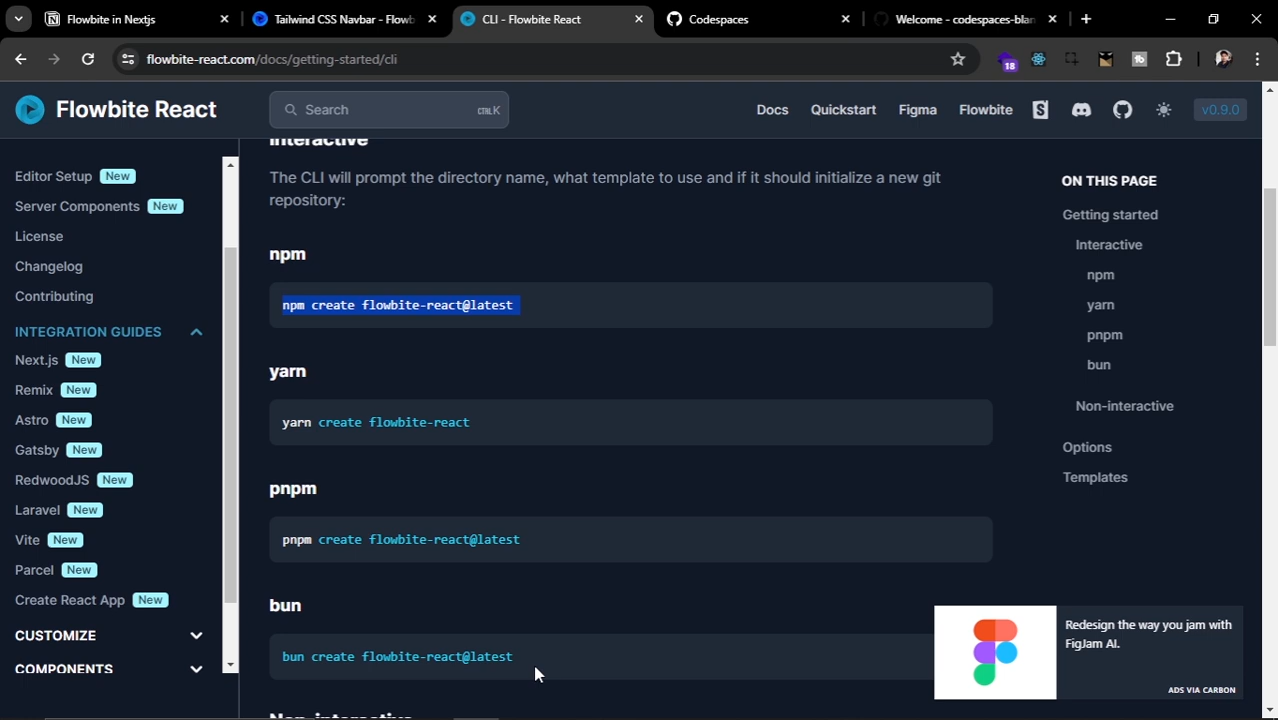 Flowbite in Nextjs
Tailwind CSS Navbar - Flowb
CLI - Flowbite React
Codespaces
Welcome - codespaces-blan
flowbite-react.com/docs/getting-started/cli
18
Flowbite React
Search
CTRL K
Docs
Quickstart
Figma
Flowbite
v0.9.0
Editor Setup New
Server Components New
License
Changelog
Contributing
INTEGRATION GUIDES
Next.js New
Remix New
Astro New
Gatsby New
RedwoodJS New
Laravel New
Vite New
Parcel New
Create React App New
CUSTOMIZE
COMPONENTS
Interactive
The CLI will prompt the directory name, what template to use and if it should initialize a new git
repository:
npm
npm create flowbite-react@latest
yarn
yarn create flowbite-react
pnpm
pnpm create flowbite-react@latest
bun
bun create flowbite-react@latest
Non-interactive
ON THIS PAGE
Getting started
Interactive
npm
yarn
pnpm
bun
Non-interactive
Options
Templates
Redesign the way you jam with
FigJam AI.
ADS VIA CARBON